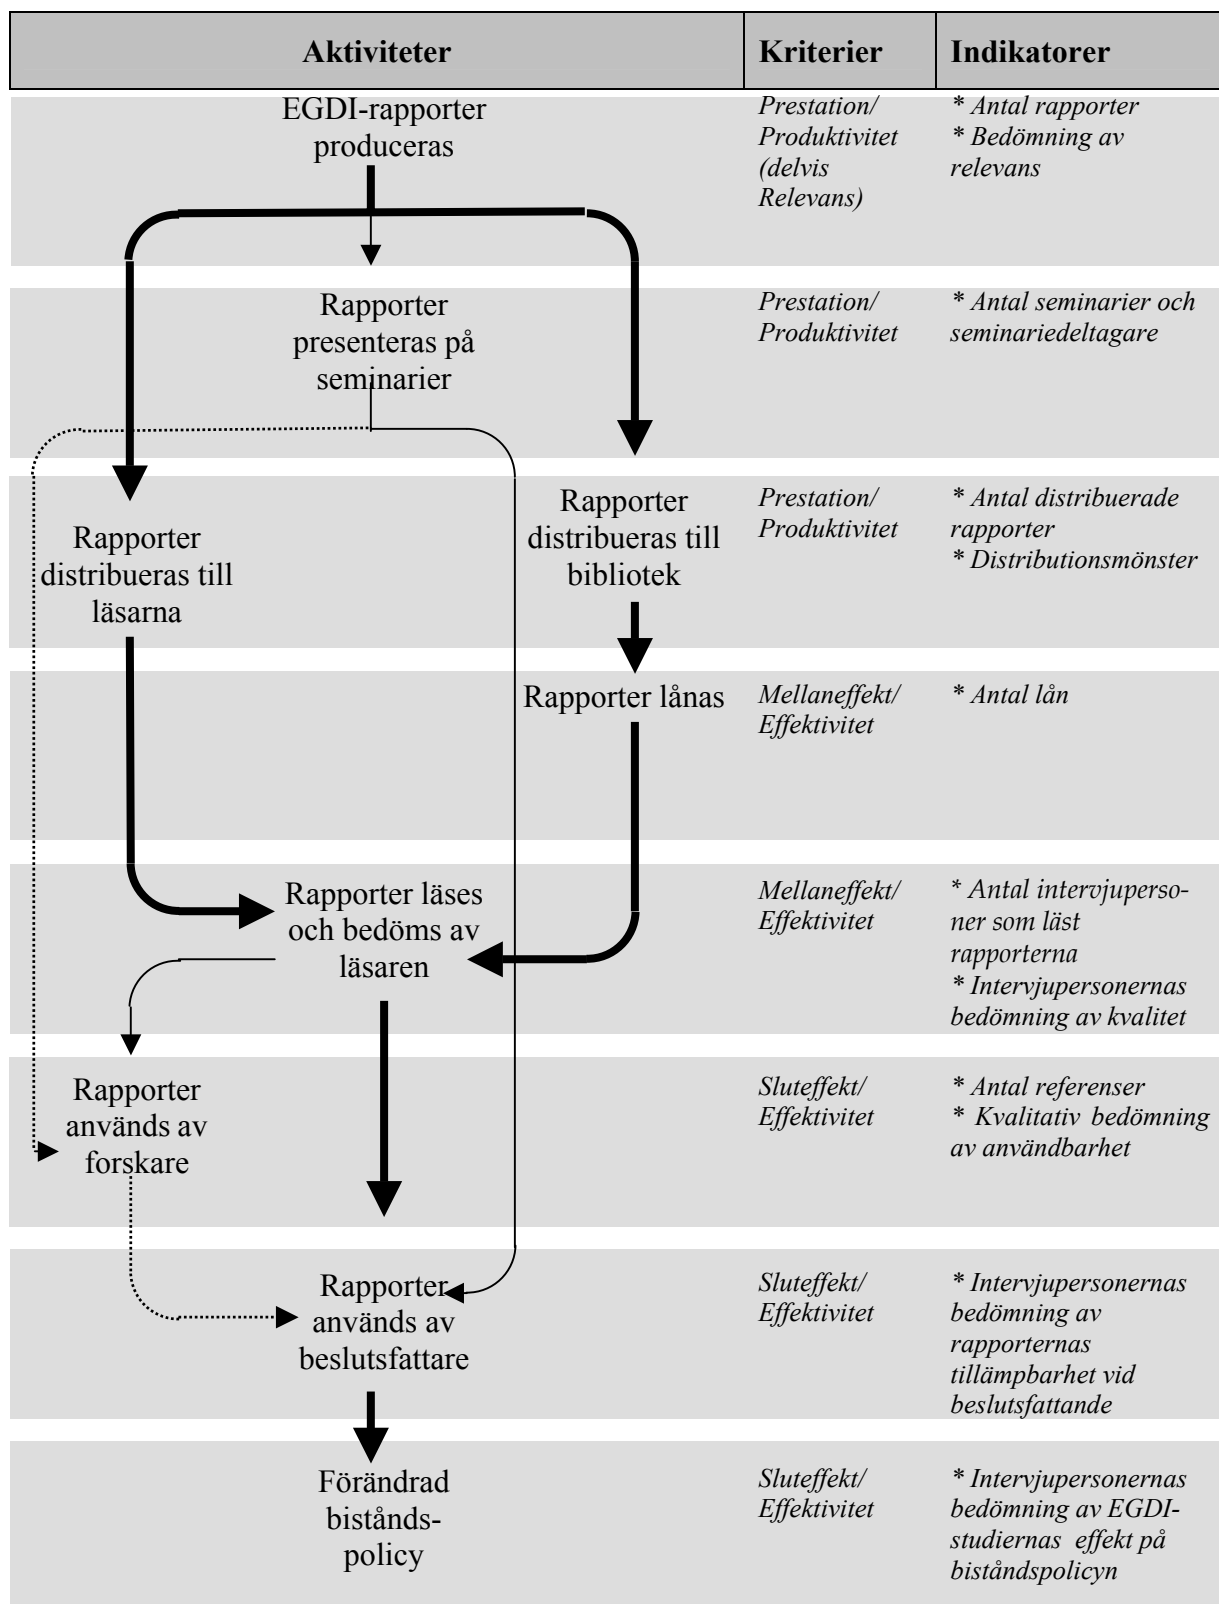 Aktiviteter
Kriterier
Indikatorer
EGDI-rapporter
produceras
Prestation/
Produktivitet
(delvis
Relevans)
* Antal rapporter
* Bedömning av
relevans
Rapporter
presenteras på
seminarier
Prestation/
Produktivitet
* Antal seminarier och
seminariedeltagare
Rapporter
distribueras till
läsarna
Rapporter
distribueras till
bibliotek
Prestation/
Produktivitet
* Antal distribuerade
rapporter
* Distributionsmönster
Rapporter lånas
Mellaneffekt/
Effektivitet
* Antal lån
Rapporter läses
och bedöms av
läsaren
Mellaneffekt/
Effektivitet
* Antal intervjuperso-
ner som läst
rapporterna
* Intervjupersonernas
bedömning av kvalitet
Rapporter
används av
forskare
Sluteffekt/
Effektivitet
* Antal referenser
* Kvalitativ bedömning
av användbarhet
Rapporter
används av
beslutsfattare
Sluteffekt/
Effektivitet
* Intervjupersonernas
bedömning av
rapporternas
tillämpbarhet vid
beslutsfattande
Förändrad
bistånds-
policy
Sluteffekt/
Effektivitet
* Intervjupersonernas
bedömning av EGDI-
studiernas effekt på
biståndspolicyn